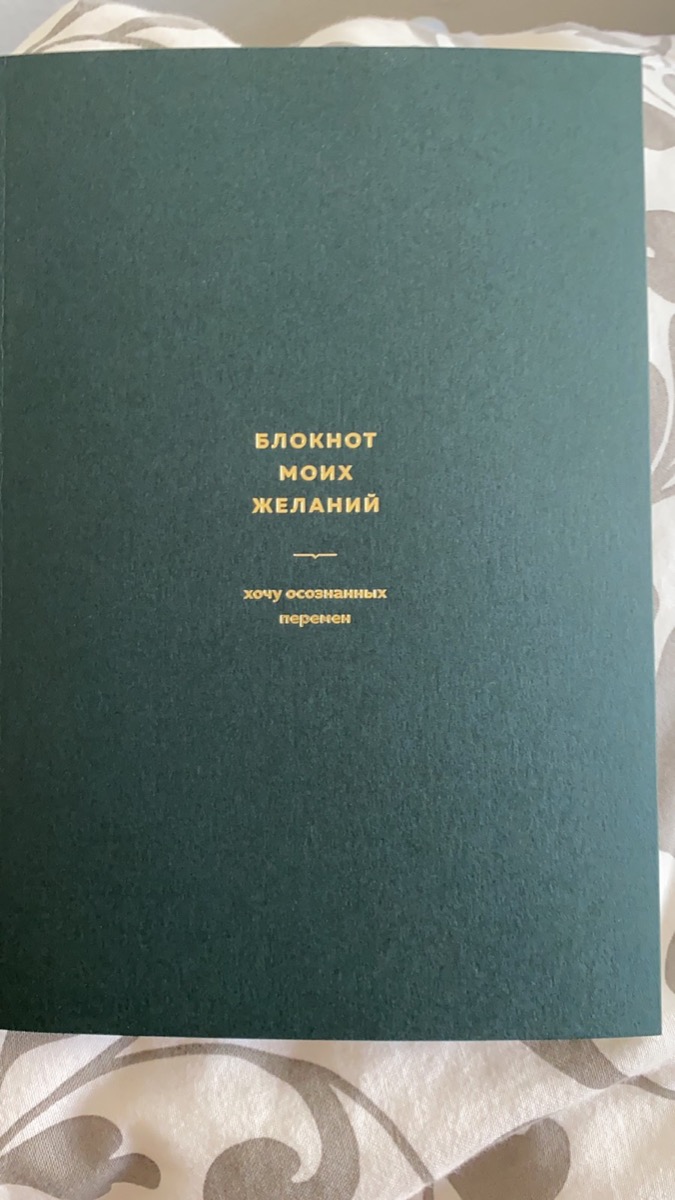 БЛОКНОТ
МОИХ
ЖЕЛАНИЙ
хочу осознанных
перемен